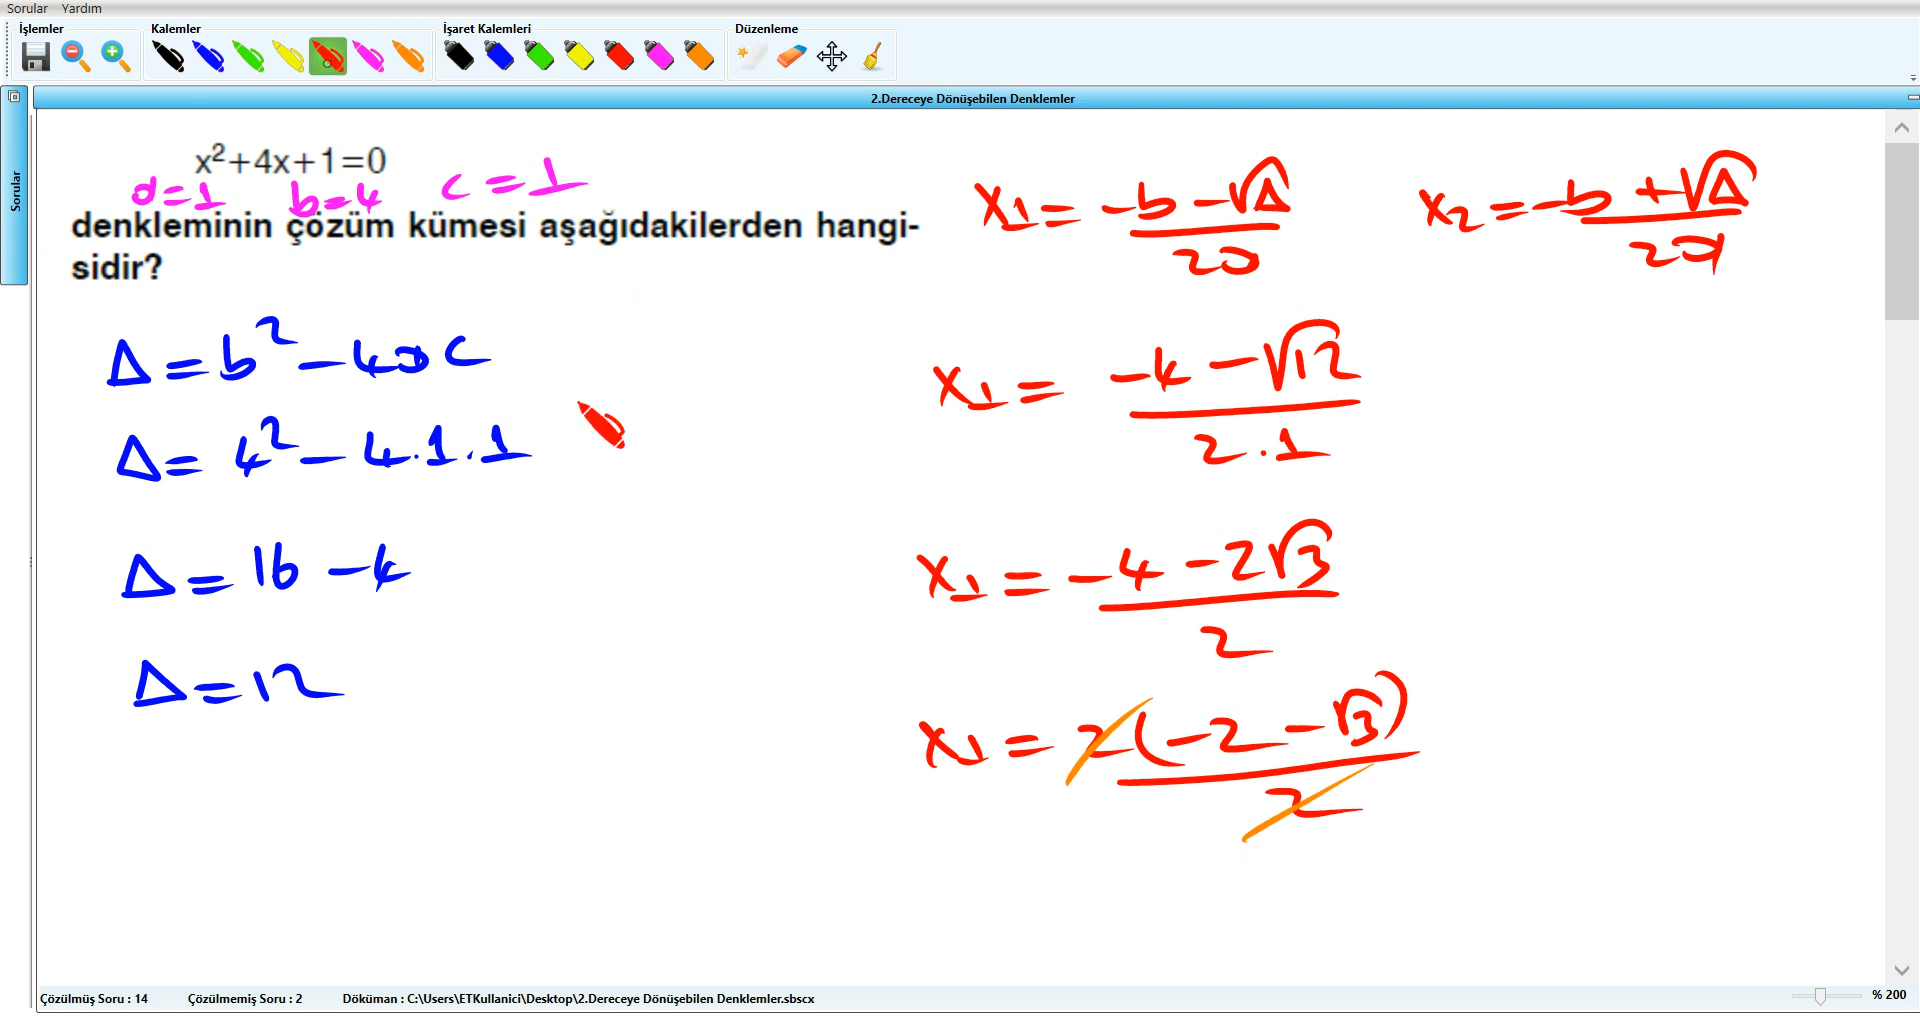 Sorular Yardım
İşlemler Kalemler İşaret Kalemleri Düzenleme
2.Dereceye Dönüşebilen Denklemler
Sorular
x²+4x+1=0
a=1 b=4 c=1
denkleminin çözüm kümesi aşağıdakilerden hangi-
sidir?
Δ=b²-4ac
Δ=4²-4.1.1
Δ=16-4
Δ=12
x₁= -b-√Δ / 2a
x₂= -b+√Δ / 2a
x₁= -4-√12 / 2.1
x₁= -4-2√3 / 2
x₁= 2(-2-√3) / 2
Çözülmüş Soru : 14 Çözülmemiş Soru : 2 Döküman : C:\Users\ETKullanici\Desktop\2.Dereceye Dönüşebilen Denklemler.sbscx % 200